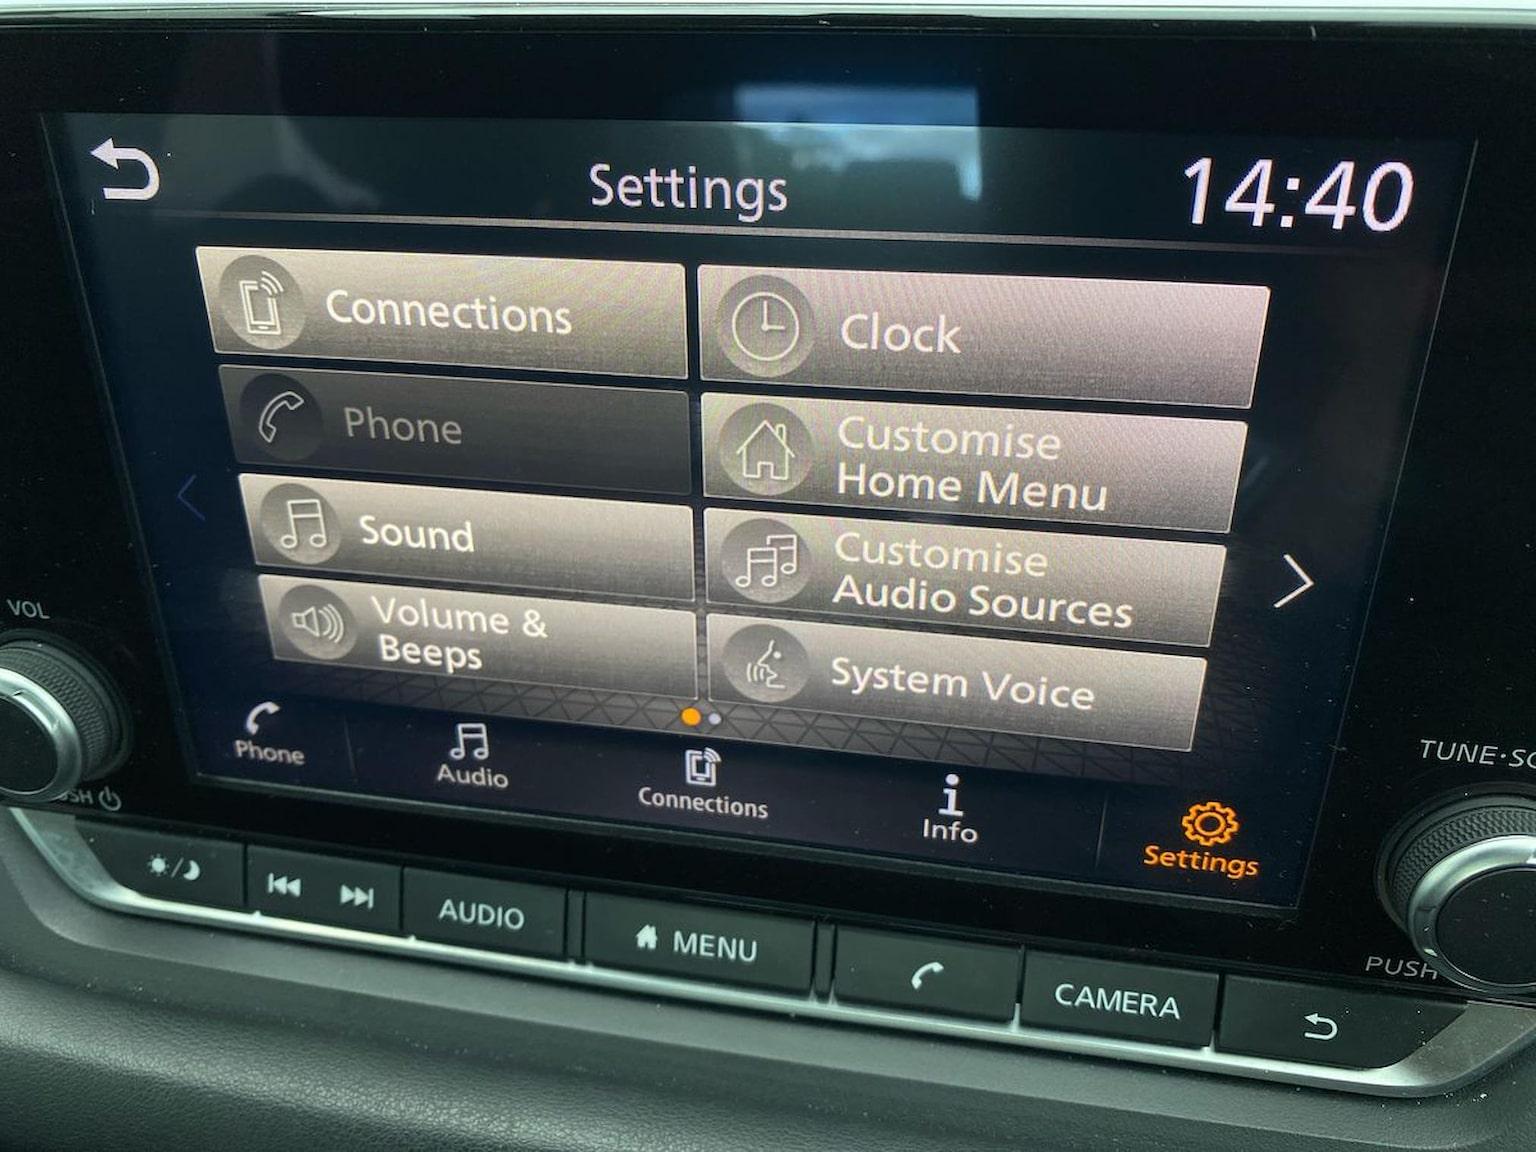 Settings
14:40
Connections
Clock
Phone
Customise
Home Menu
Sound
Customise
Audio Sources
Volume &
Beeps
System Voice
Phone
Audio
Connections
Info
Settings
VOL
TUNE·SC
PUSH
AUDIO
MENU
CAMERA